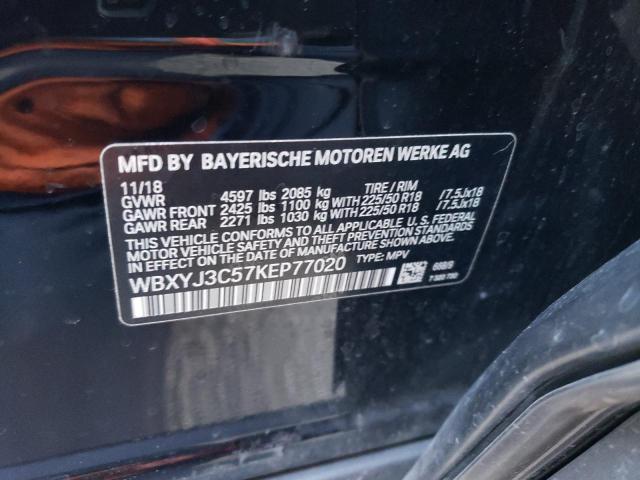 MFD BY BAYERISCHE MOTOREN WERKE AG
11/18
GVWR 4597 lbs 2085 kg TIRE / RIM
GAWR FRONT 2425 lbs 1100 kg WITH 225/50 R18 /7.5Jx18
GAWR REAR 2271 lbs 1030 kg WITH 225/50 R18 /7.5Jx18
THIS VEHICLE CONFORMS TO ALL APPLICABLE U. S. FEDERAL
MOTOR VEHICLE SAFETY, BUMPER, AND THEFT PREVENTION
STANDARDS IN EFFECT ON THE DATE OF MANUFACTURE SHOWN ABOVE.
WBXYJ3C57KEP77020 TYPE: MPV